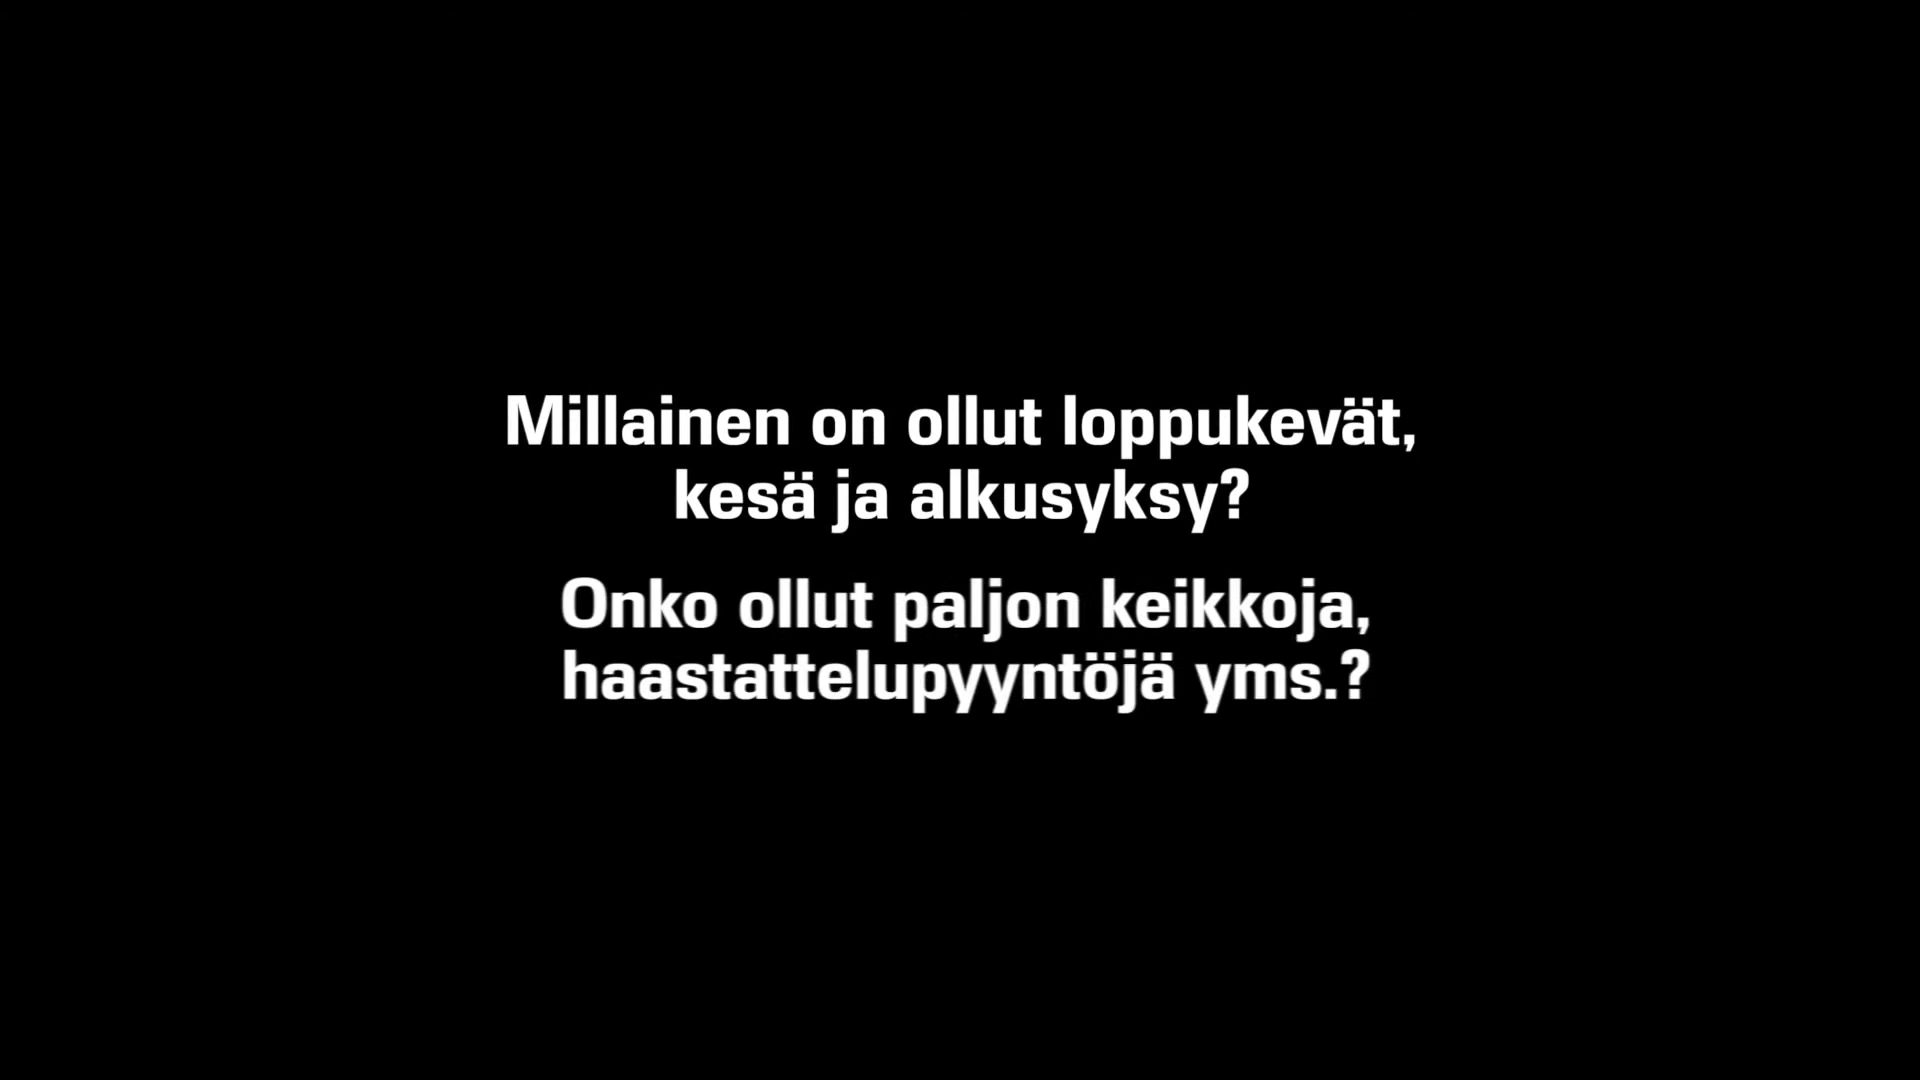 Millainen on ollut loppukevät,
kesä ja alkusyksy?
Onko ollut paljon keikkoja,
haastattelupyyntöjä yms.?